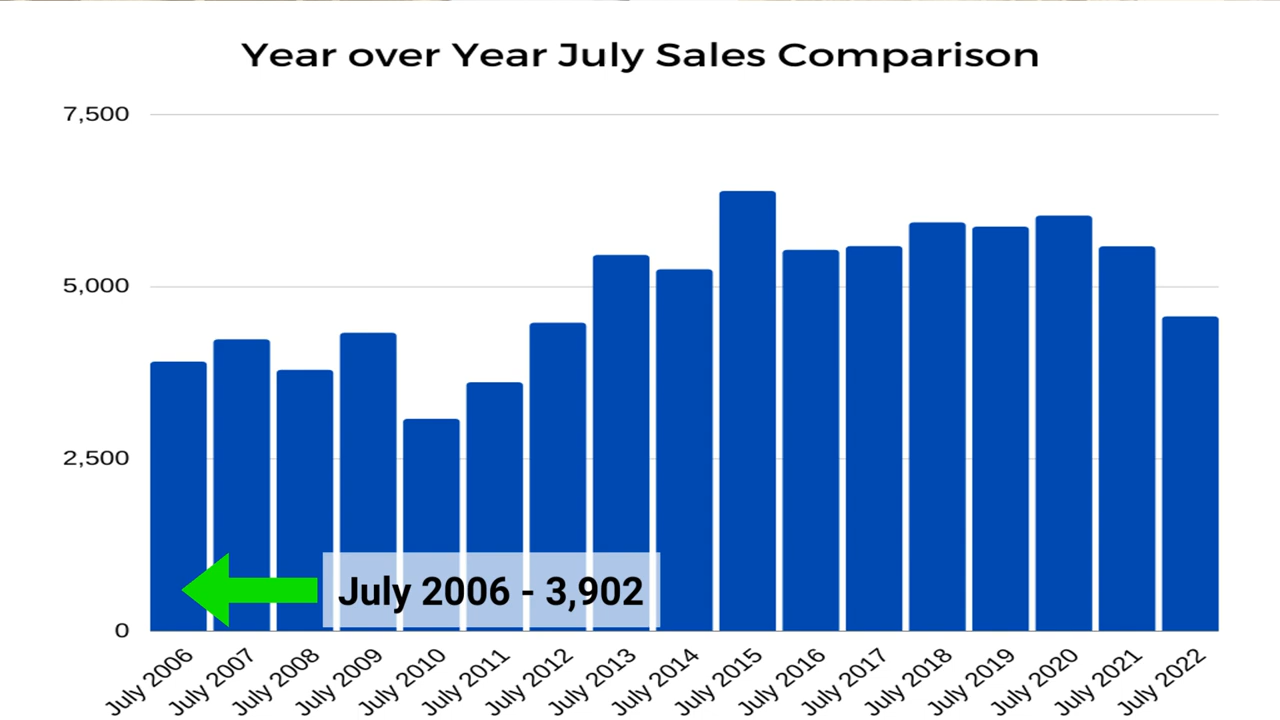 Year over Year July Sales Comparison
7,500
5,000
2,500
0
July 2006 - 3,902
July 2006
July 2007
July 2008
July 2009
July 2010
July 2011
July 2012
July 2013
July 2014
July 2015
July 2016
July 2017
July 2018
July 2019
July 2020
July 2021
July 2022